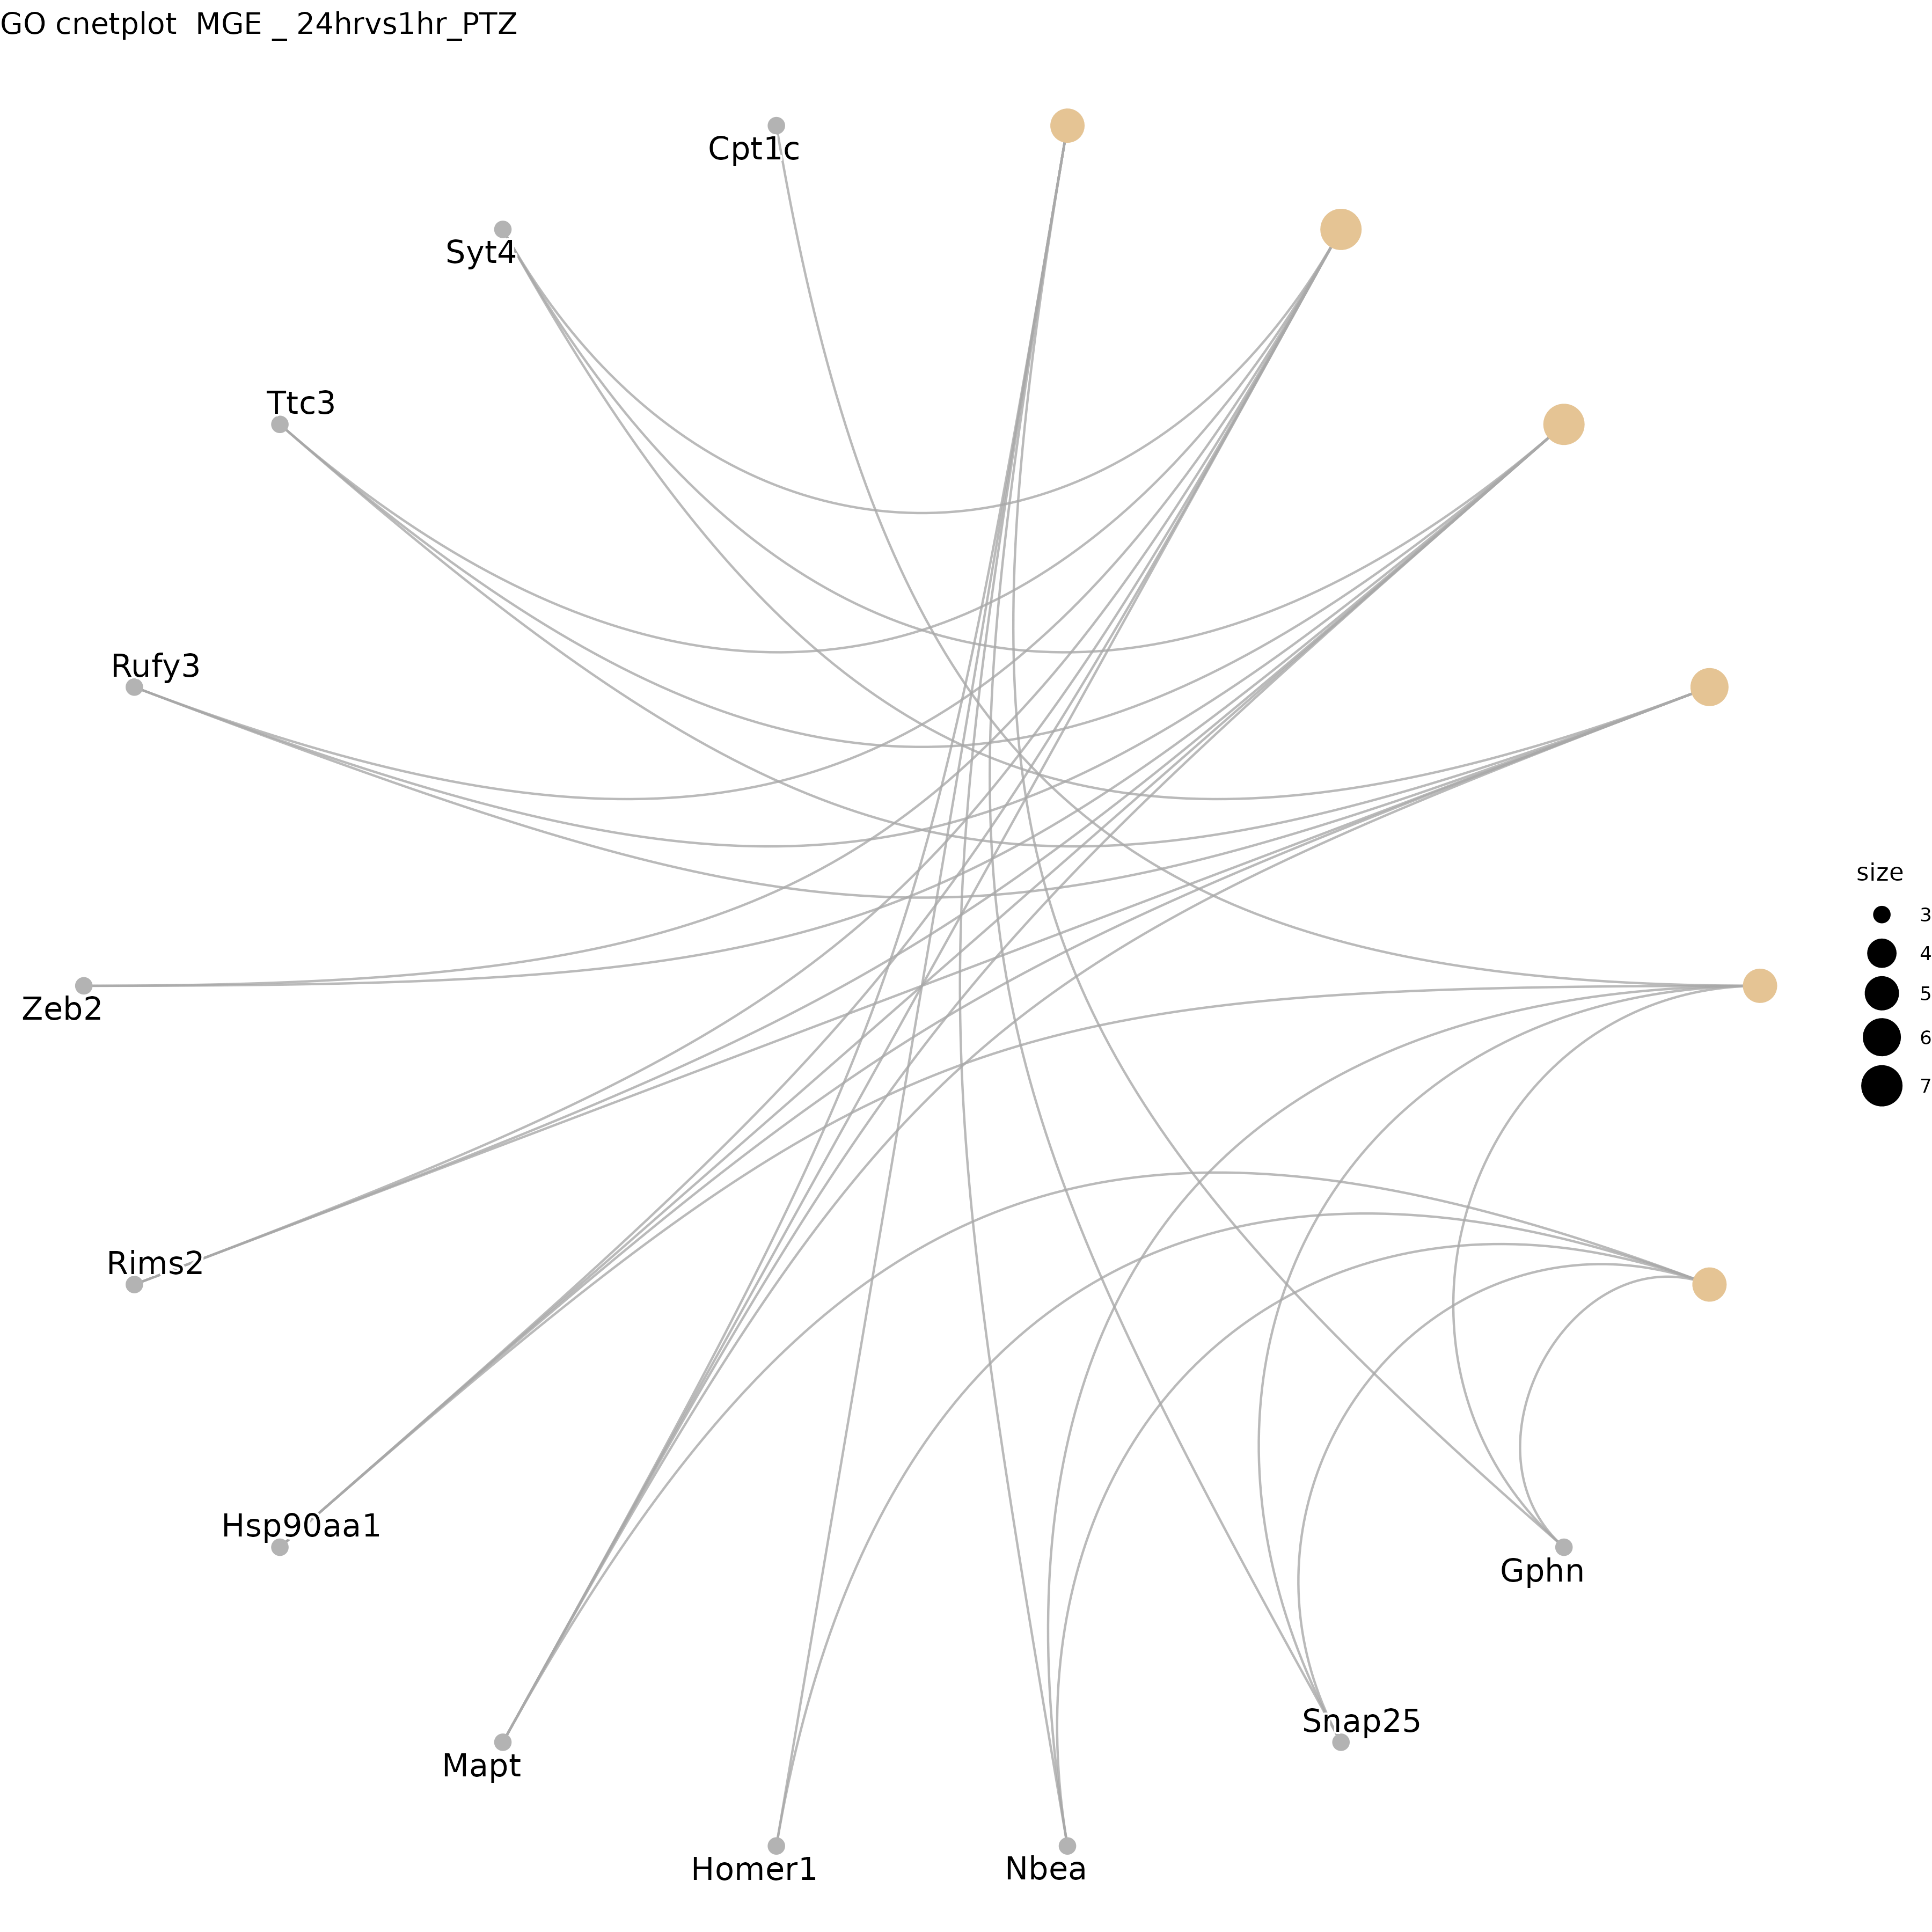 GO cnetplot  MGE _ 24hrvs1hr_PTZ
Cpt1c
Syt4
Ttc3
Rufy3
size
3
4
5
6
7
Zeb2
Rims2
Hsp90aa1
Gphn
Snap25
Mapt
Homer1
Nbea